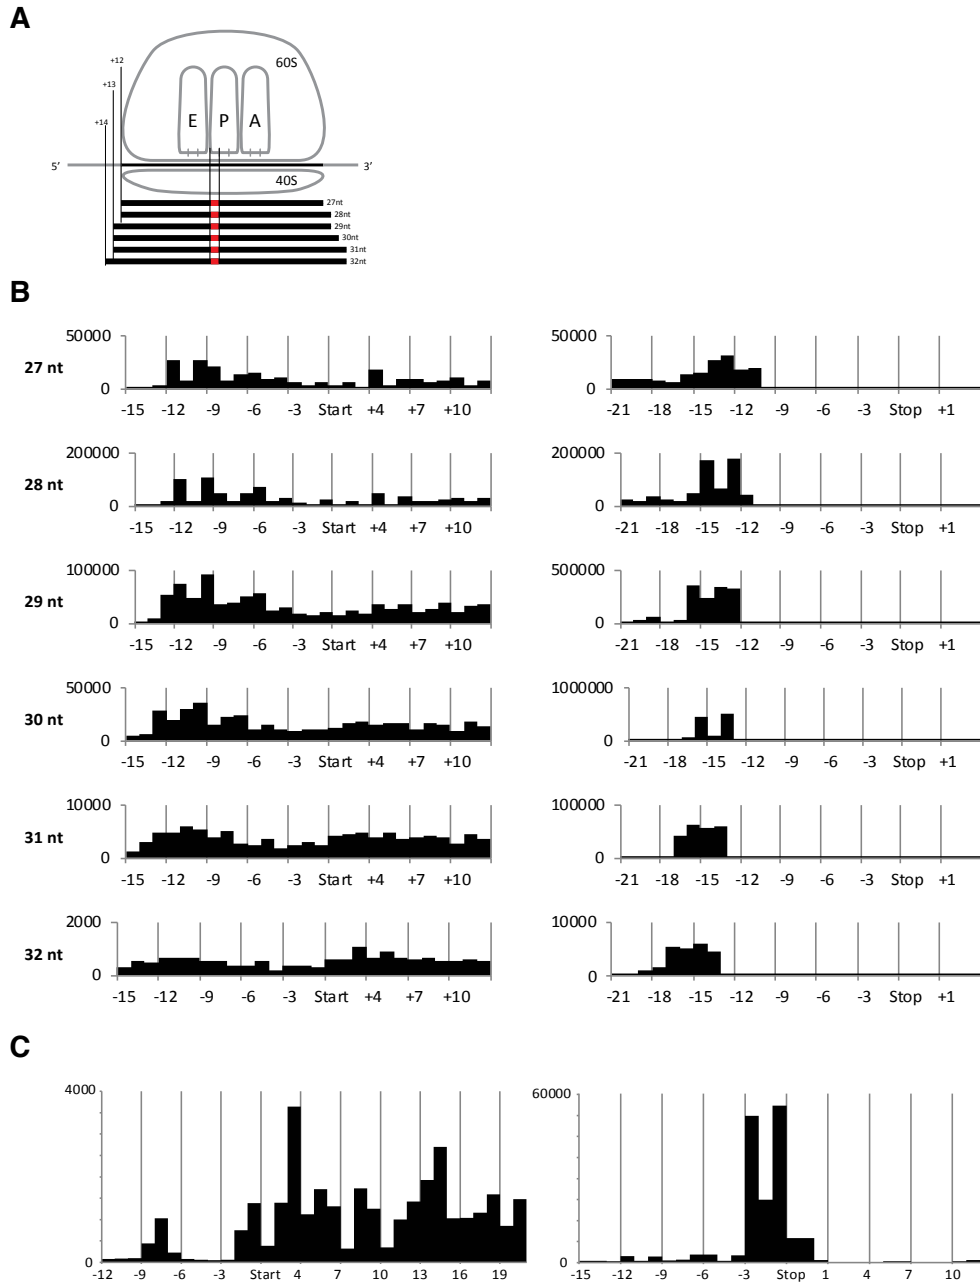 A
60S
+12
+13
+14
E P A
5’ 3’
40S
27nt
28nt
29nt
30nt
31nt
32nt
B
27 nt
50000
0
-15 -12 -9 -6 -3 Start +4 +7 +10
50000
0
-21 -18 -15 -12 -9 -6 -3 Stop +1
28 nt
200000
0
-15 -12 -9 -6 -3 Start +4 +7 +10
200000
0
-21 -18 -15 -12 -9 -6 -3 Stop +1
29 nt
100000
0
-15 -12 -9 -6 -3 Start +4 +7 +10
500000
0
-21 -18 -15 -12 -9 -6 -3 Stop +1
30 nt
50000
0
-15 -12 -9 -6 -3 Start +4 +7 +10
1000000
0
-21 -18 -15 -12 -9 -6 -3 Stop +1
31 nt
10000
0
-15 -12 -9 -6 -3 Start +4 +7 +10
100000
0
-21 -18 -15 -12 -9 -6 -3 Stop +1
32 nt
2000
0
-15 -12 -9 -6 -3 Start +4 +7 +10
10000
0
-21 -18 -15 -12 -9 -6 -3 Stop +1
C
4000
0
-12 -9 -6 -3 Start 4 7 10 13 16 19
60000
0
-15 -12 -9 -6 -3 Stop 1 4 7 10